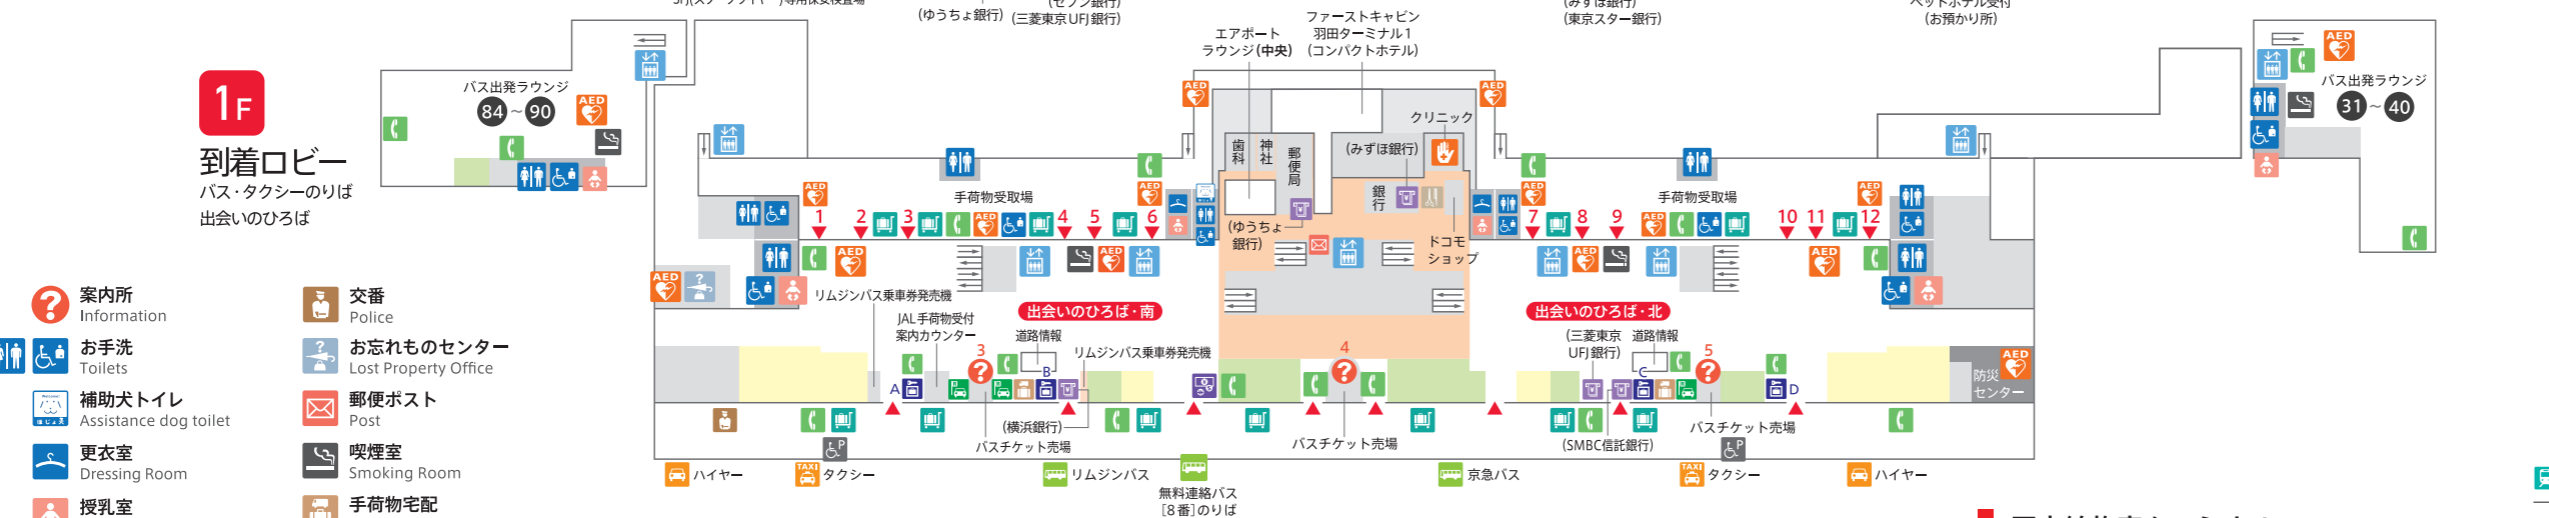 (ゆうちょ銀行)
(三菱東京UFJ銀行)
(東京スター銀行)
(お預かり所)
ファーストキャビン
羽田ターミナル1
(コンパクトホテル)
エアポート
ラウンジ(中央)
1F
到着ロビー
バス・タクシーのりば
出会いのひろば
バス出発ラウンジ
84～90
AED
バス出発ラウンジ
31～40
AED
AED
AED
クリニック
歯科
神社
郵便局
(みずほ銀行)
銀行
手荷物受取場
手荷物受取場
AED
AED
AED
AED
1
2
3
AED
4
5
6
7
8
9
AED
10
11
12
(ゆうちょ
銀行)
ドコモ
ショップ
AED
AED
AED
AED
AED
リムジンバス乗車券発売機
出会いのひろば・南
出会いのひろば・北
JAL手荷物受付
案内カウンター
道路情報
リムジンバス乗車券発売機
(三菱東京
UFJ銀行)
道路情報
3
4
5
A
B
C
D
AED
防災
センター
(横浜銀行)
バスチケット売場
バスチケット売場
(SMBC信託銀行)
バスチケット売場
P
P
ハイヤー
TAXI
タクシー
リムジンバス
無料連絡バス
[8番]のりば
京急バス
TAXI
タクシー
ハイヤー
案内所
Information
お手洗
Toilets
補助犬トイレ
Assistance dog toilet
更衣室
Dressing Room
授乳室
交番
Police
お忘れものセンター
Lost Property Office
郵便ポスト
Post
喫煙室
Smoking Room
手荷物宅配